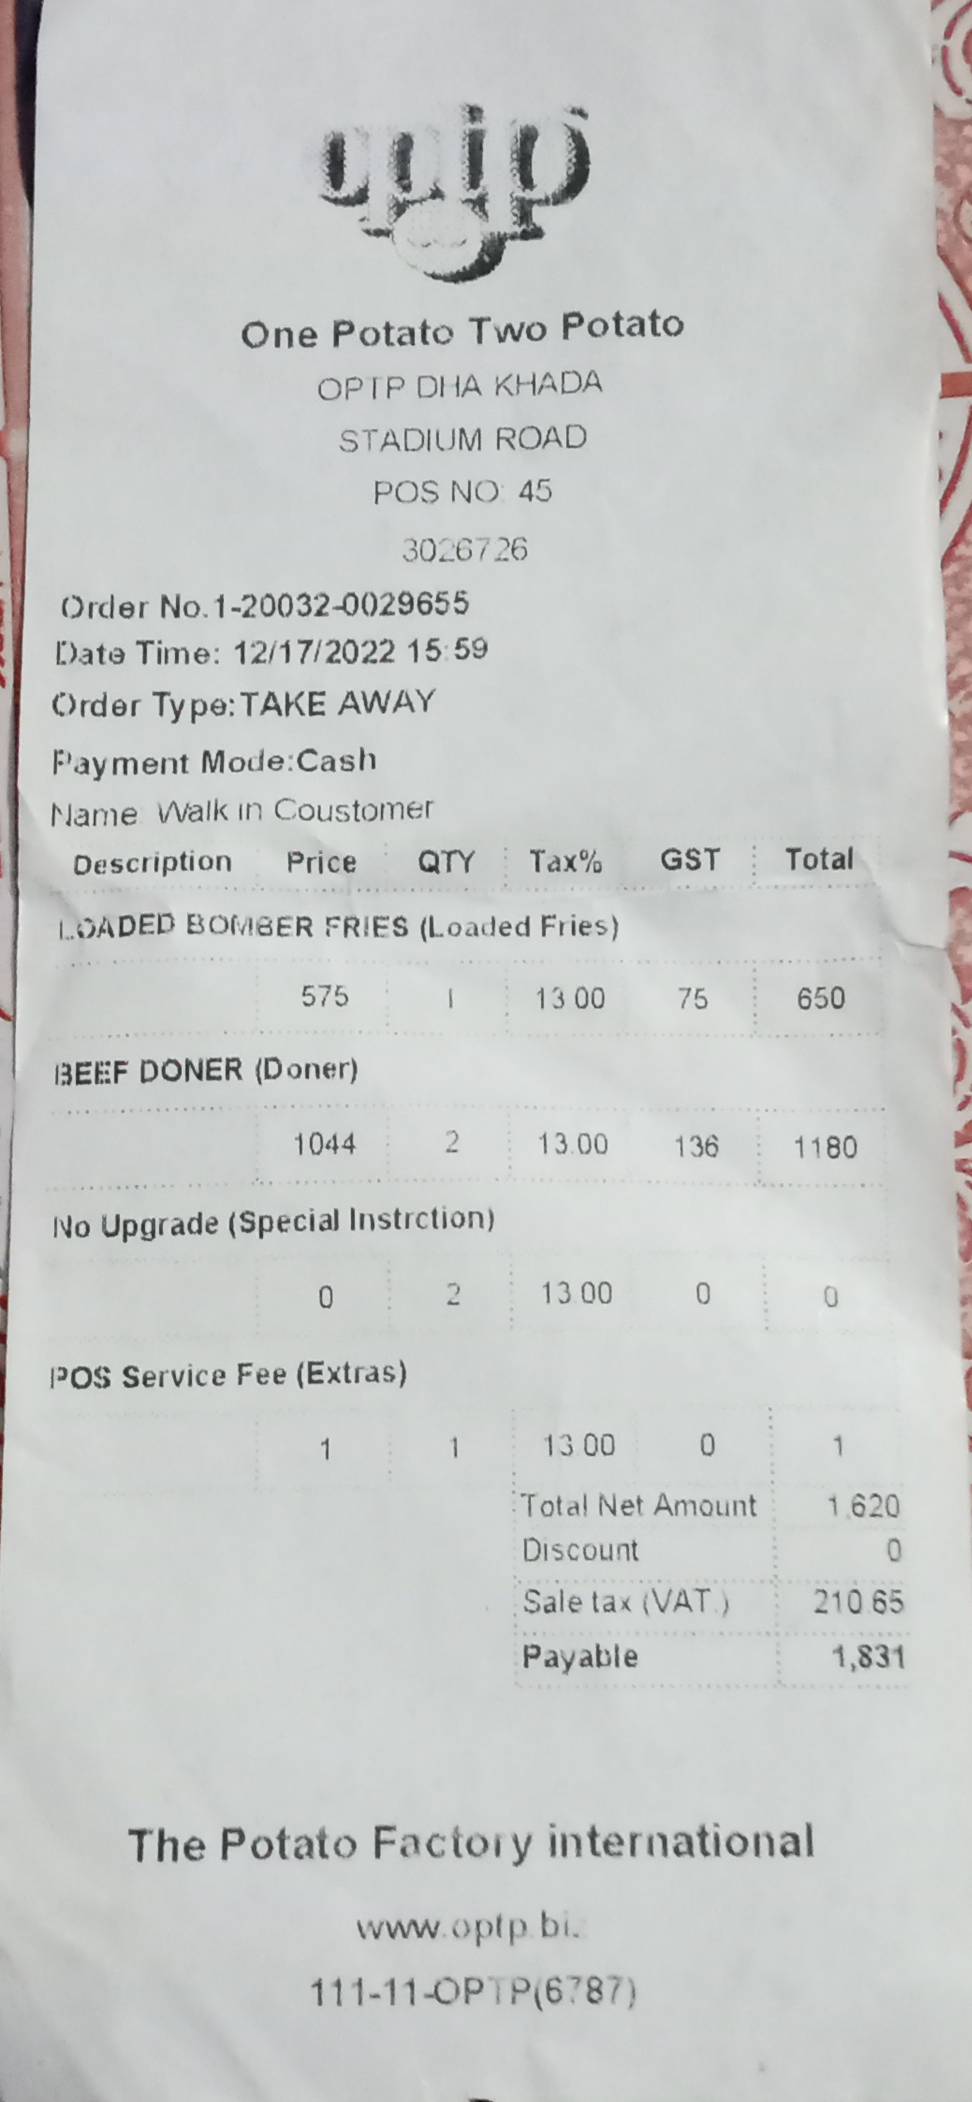 One Potato Two Potato
OPTP DHA KHADA
STADIUM ROAD
POS NO: 45
3026726
Order No.1-20032-0029655
Date Time: 12/17/2022 15:59
Order Type:TAKE AWAY
Payment Mode:Cash
Name: Walk in Coustomer
Description Price QTY Tax% GST Total
LOADED BOMBER FRIES (Loaded Fries)
575 1 13.00 75 650
BEEF DONER (Doner)
1044 2 13.00 136 1180
No Upgrade (Special Instrction)
0 2 13.00 0 0
POS Service Fee (Extras)
1 1 13.00 0 1
Total Net Amount 1,620
Discount 0
Sale tax (VAT.) 210.65
Payable 1,831
The Potato Factory international
www.optp.bi.
111-11-OPTP(6787)